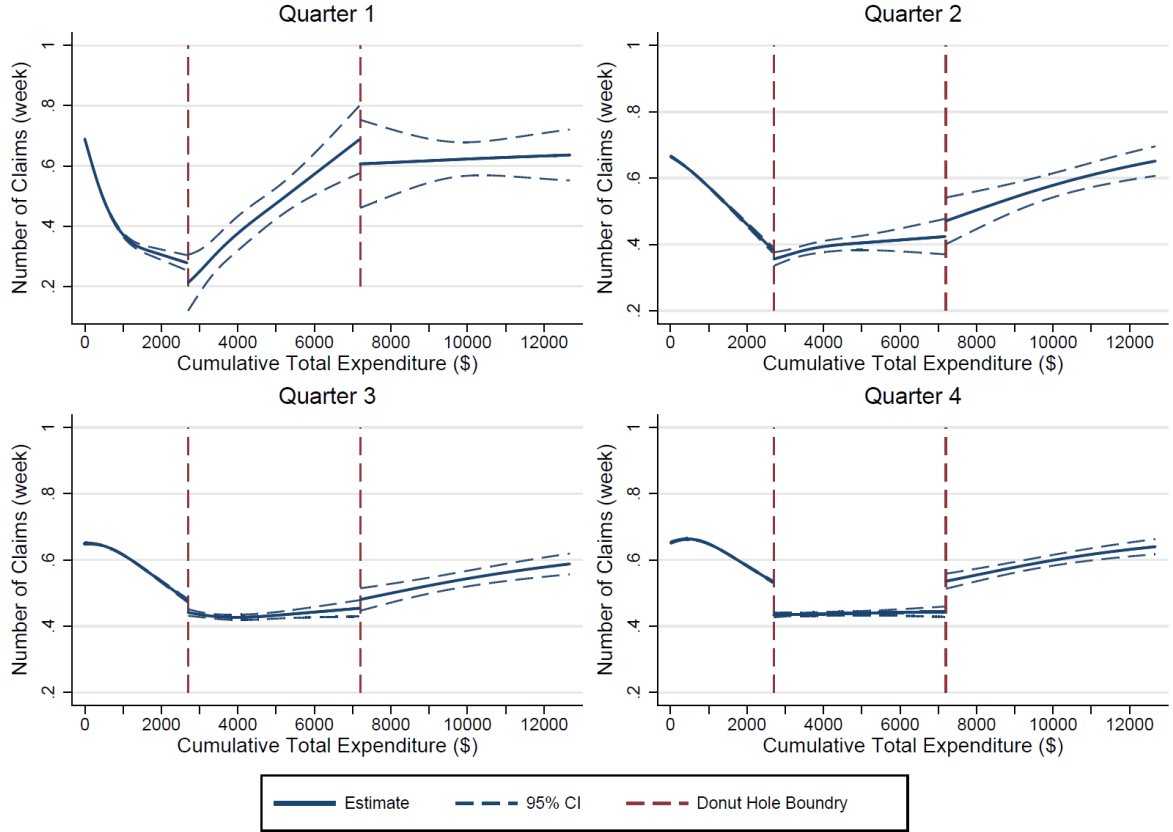 Quarter 1
Number of Claims (week)
1
.8
.6
.4
.2
0 2000 4000 6000 8000 10000 12000
Cumulative Total Expenditure ($)
Quarter 2
Number of Claims (week)
1
.8
.6
.4
.2
0 2000 4000 6000 8000 10000 12000
Cumulative Total Expenditure ($)
Quarter 3
Number of Claims (week)
1
.8
.6
.4
.2
0 2000 4000 6000 8000 10000 12000
Cumulative Total Expenditure ($)
Quarter 4
Number of Claims (week)
1
.8
.6
.4
.2
0 2000 4000 6000 8000 10000 12000
Cumulative Total Expenditure ($)
Estimate 95% CI Donut Hole Boundry